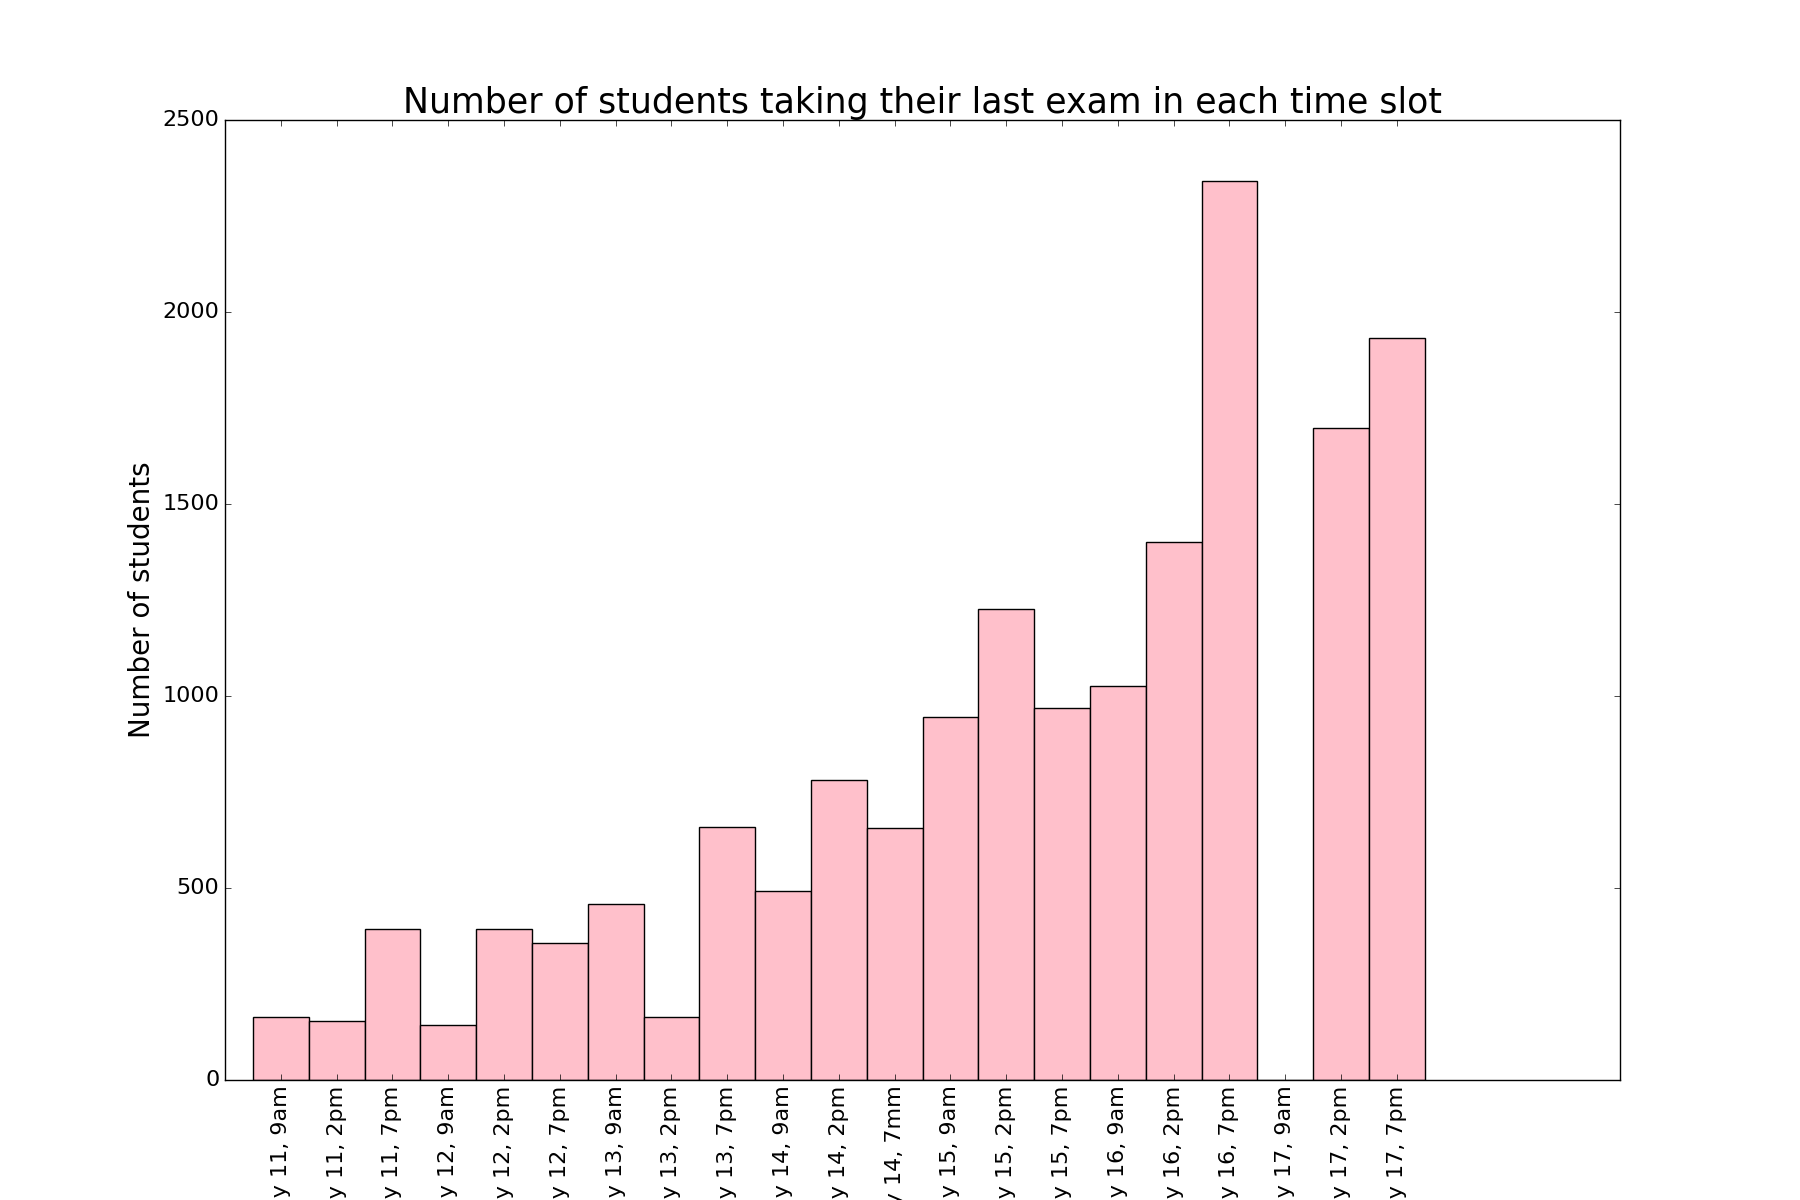 Number of students taking their last exam in each time slot
Number of students
2500
2000
1500
1000
500
0
y 11, 9am
y 11, 2pm
y 11, 7pm
y 12, 9am
y 12, 2pm
y 12, 7pm
y 13, 9am
y 13, 2pm
y 13, 7pm
y 14, 9am
y 14, 2pm
y 14, 7mm
y 15, 9am
y 15, 2pm
y 15, 7pm
y 16, 9am
y 16, 2pm
y 16, 7pm
y 17, 9am
y 17, 2pm
y 17, 7pm